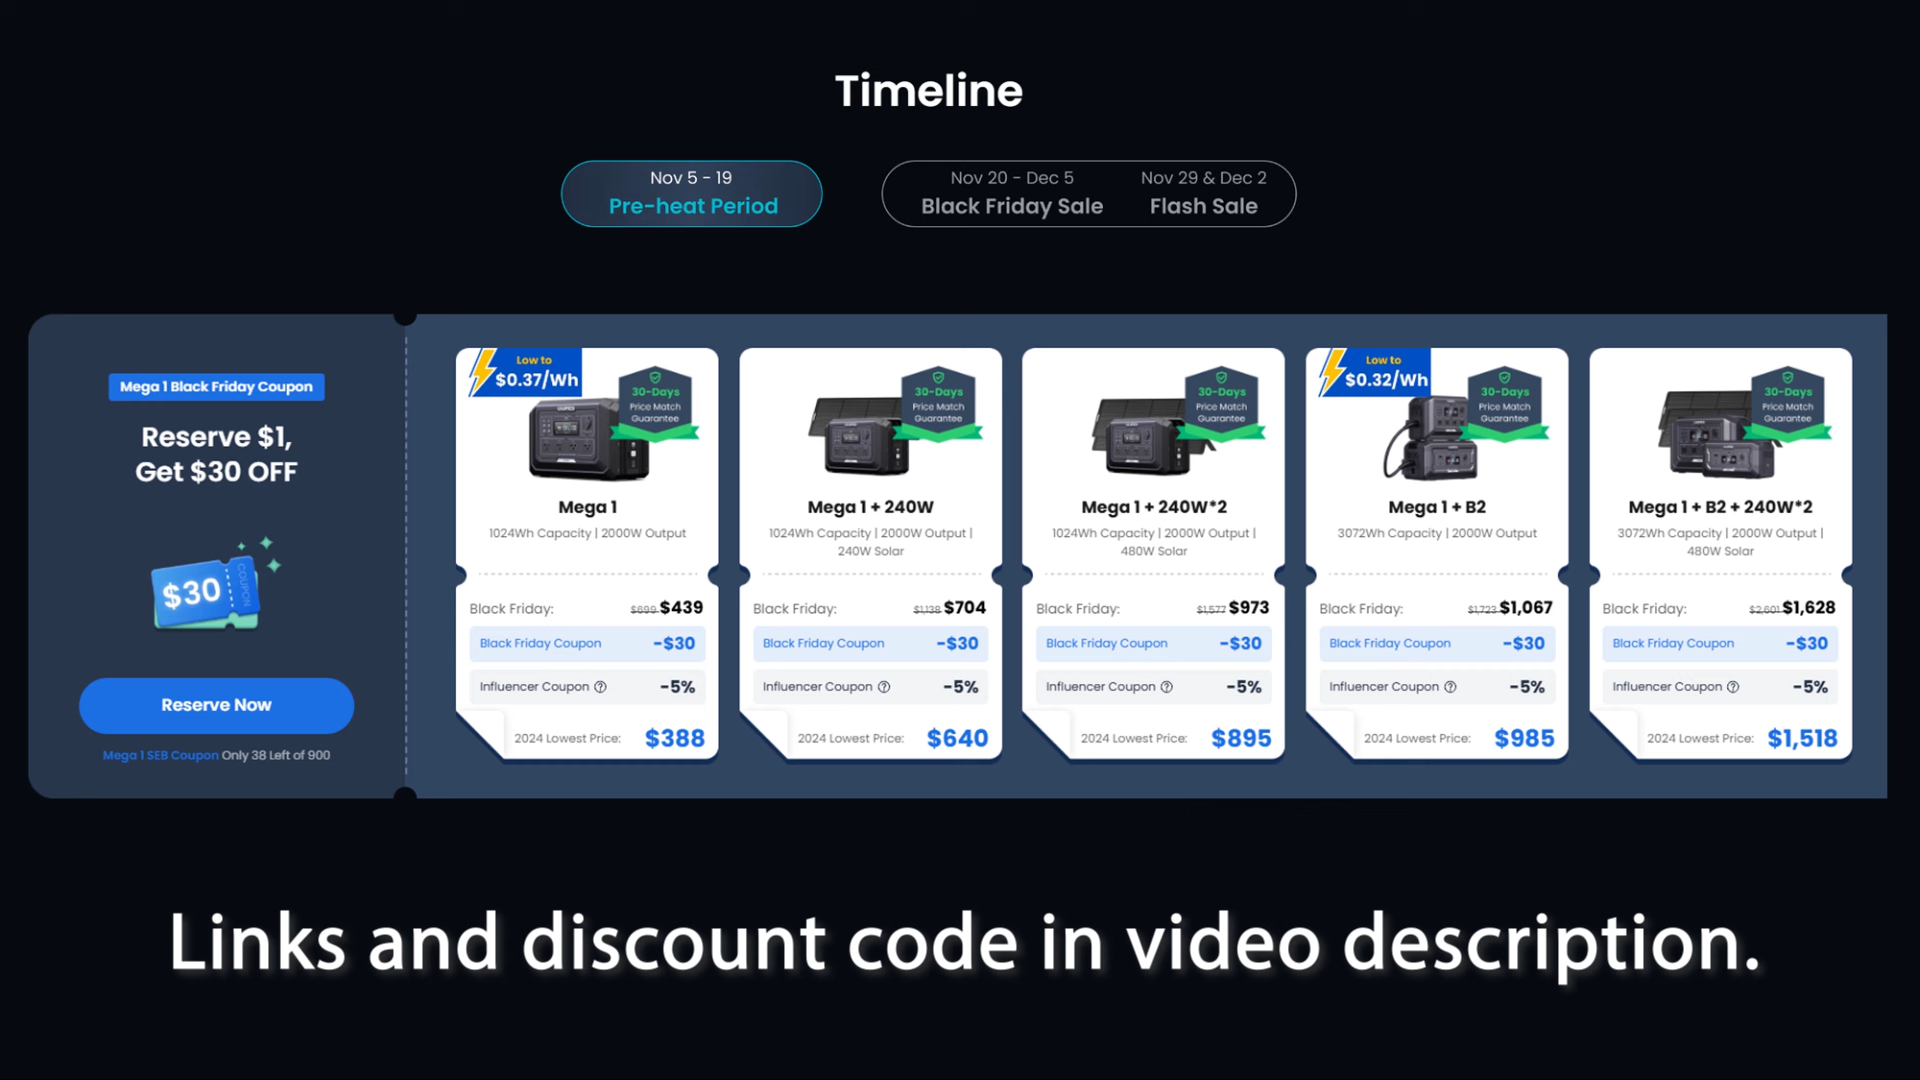 Timeline
Nov 5 - 19
Pre-heat Period
Nov 20 - Dec 5
Black Friday Sale
Nov 29 & Dec 2
Flash Sale
Mega 1 Black Friday Coupon
Reserve $1,
Get $30 OFF
$30
COUPON
Reserve Now
Mega 1 SEB Coupon Only 38 Left of 900
Low to
$0.37/Wh
30-Days
Price Match
Guarantee
Mega 1
1024Wh Capacity | 2000W Output
Black Friday: $699 $439
Black Friday Coupon -$30
Influencer Coupon ? -5%
2024 Lowest Price: $388
30-Days
Price Match
Guarantee
Mega 1 + 240W
1024Wh Capacity | 2000W Output |
240W Solar
Black Friday: $1,138 $704
Black Friday Coupon -$30
Influencer Coupon ? -5%
2024 Lowest Price: $640
30-Days
Price Match
Guarantee
Mega 1 + 240W*2
1024Wh Capacity | 2000W Output |
480W Solar
Black Friday: $1,577 $973
Black Friday Coupon -$30
Influencer Coupon ? -5%
2024 Lowest Price: $895
Low to
$0.32/Wh
30-Days
Price Match
Guarantee
Mega 1 + B2
3072Wh Capacity | 2000W Output
Black Friday: $1,723 $1,067
Black Friday Coupon -$30
Influencer Coupon ? -5%
2024 Lowest Price: $985
30-Days
Price Match
Guarantee
Mega 1 + B2 + 240W*2
3072Wh Capacity | 2000W Output |
480W Solar
Black Friday: $2,601 $1,628
Black Friday Coupon -$30
Influencer Coupon ? -5%
2024 Lowest Price: $1,518
Links and discount code in video description.